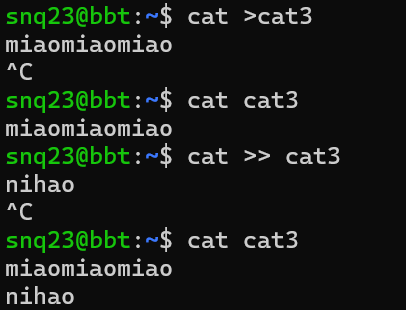 snq23@bbt:~$ cat >cat3
miaomiaomiao
^C
snq23@bbt:~$ cat cat3
miaomiaomiao
snq23@bbt:~$ cat >> cat3
nihao
^C
snq23@bbt:~$ cat cat3
miaomiaomiao
nihao